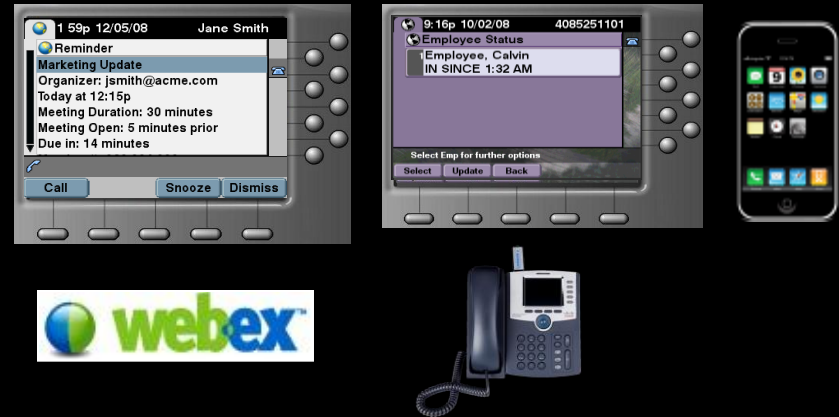 1 59p 12/05/08 Jane Smith
Reminder
Marketing Update
Organizer: jsmith@acme.com
Today at 12:15p
Meeting Duration: 30 minutes
Meeting Open: 5 minutes prior
Due in: 14 minutes
Call Snooze Dismiss
9:16p 10/02/08 4085251101
Employee Status
Employee, Calvin
IN SINCE 1:32 AM
Select Emp for further options
Select Update Back
9
webex™